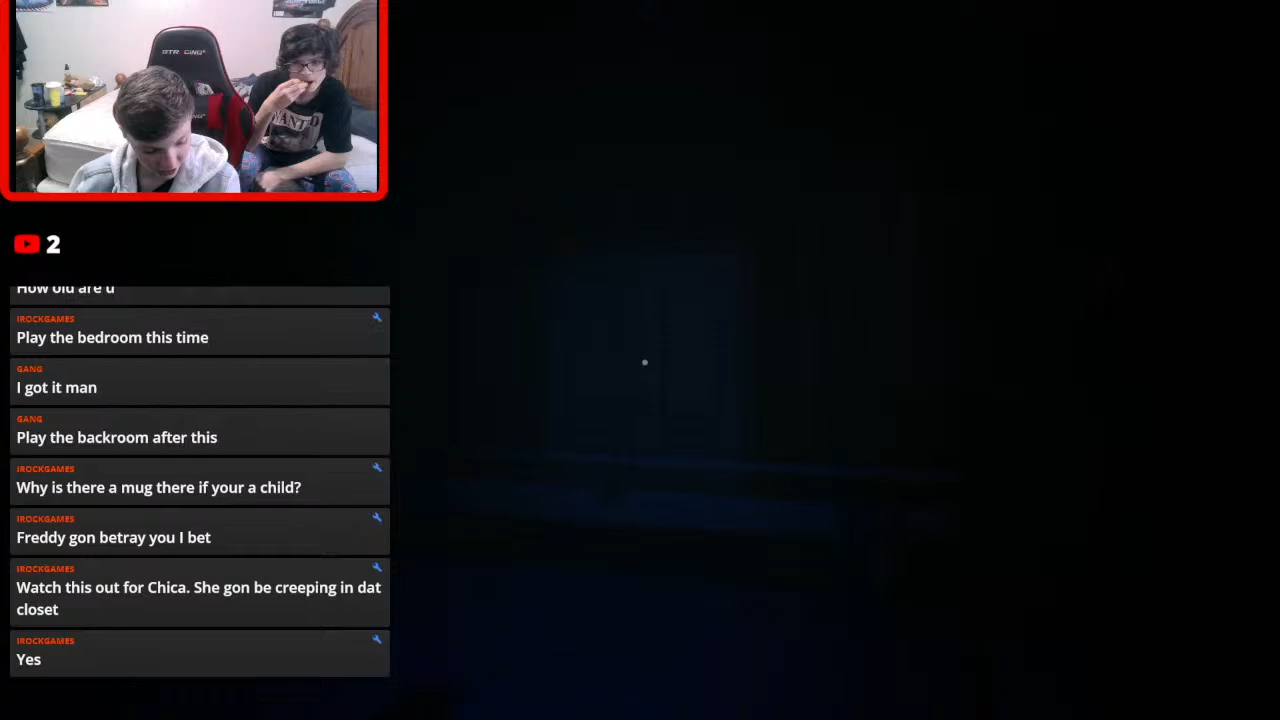 GTRACING
WANTED
2
How old are u
IROCKGAMES
Play the bedroom this time
GANG
I got it man
GANG
Play the backroom after this
IROCKGAMES
Why is there a mug there if your a child?
IROCKGAMES
Freddy gon betray you I bet
IROCKGAMES
Watch this out for Chica. She gon be creeping in dat
closet
IROCKGAMES
Yes